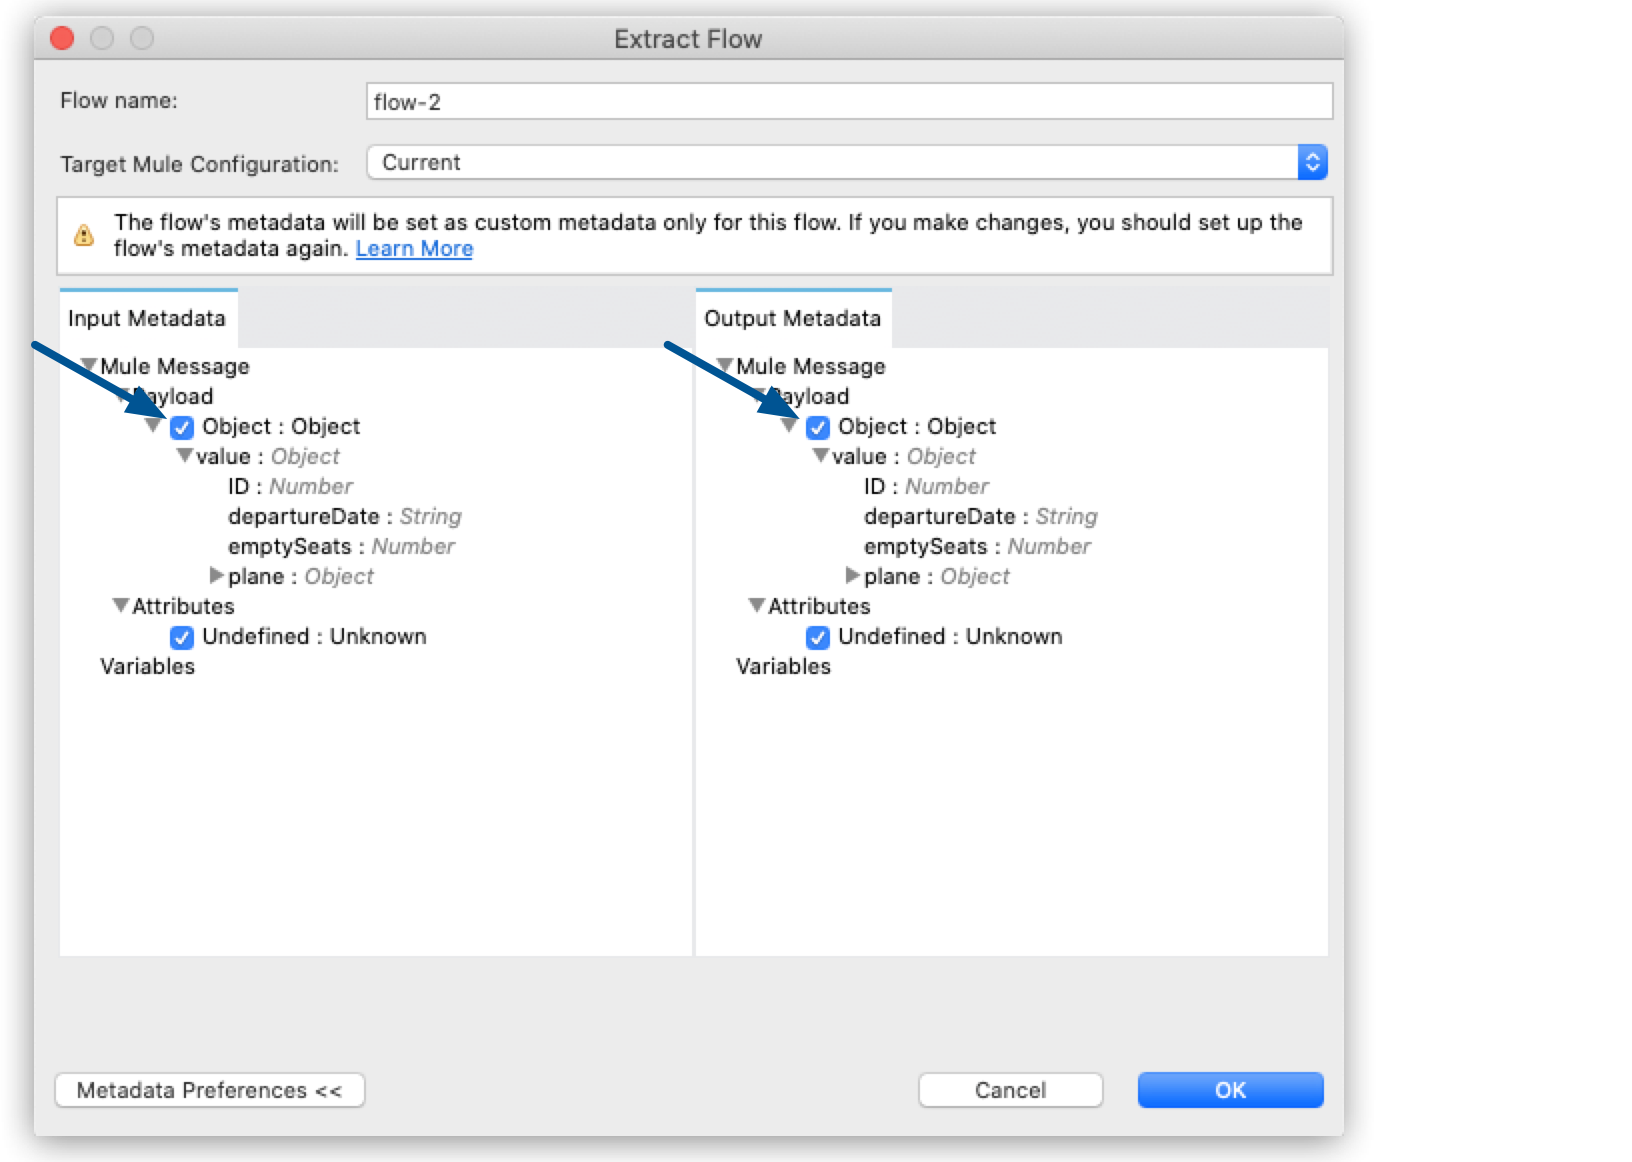 Extract Flow
Flow name:
flow-2
Target Mule Configuration:
Current
The flow's metadata will be set as custom metadata only for this flow. If you make changes, you should set up the
flow's metadata again. Learn More
Input Metadata
Mule Message
Payload
Object : Object
value : Object
ID : Number
departureDate : String
emptySeats : Number
plane : Object
Attributes
Undefined : Unknown
Variables
Output Metadata
Mule Message
Payload
Object : Object
value : Object
ID : Number
departureDate : String
emptySeats : Number
plane : Object
Attributes
Undefined : Unknown
Variables
Metadata Preferences <<
Cancel
OK